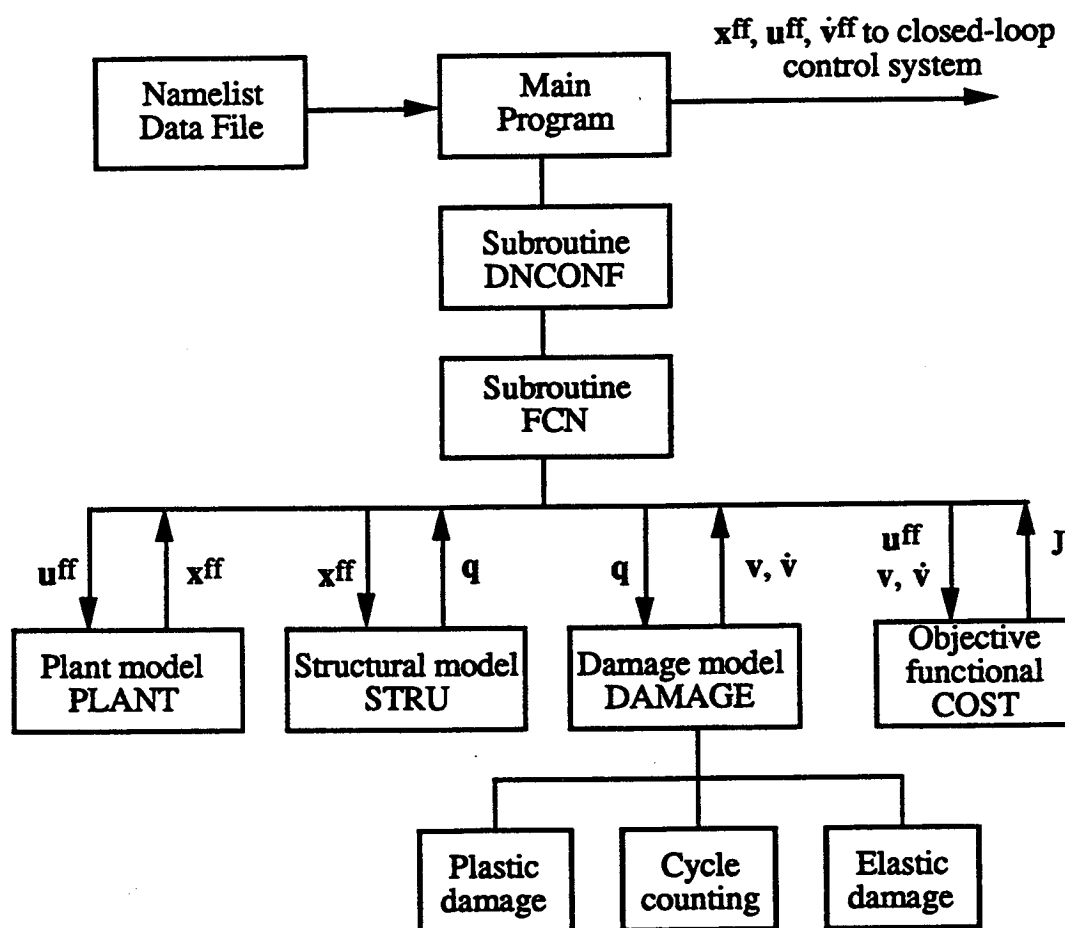 xff, uff, v̇ff to closed-loop
control system
Namelist
Data File
Main
Program
Subroutine
DNCONF
Subroutine
FCN
uff
xff
xff
q
q
v, v̇
uff
v, v̇
J
Plant model
PLANT
Structural model
STRU
Damage model
DAMAGE
Objective
functional
COST
Plastic
damage
Cycle
counting
Elastic
damage